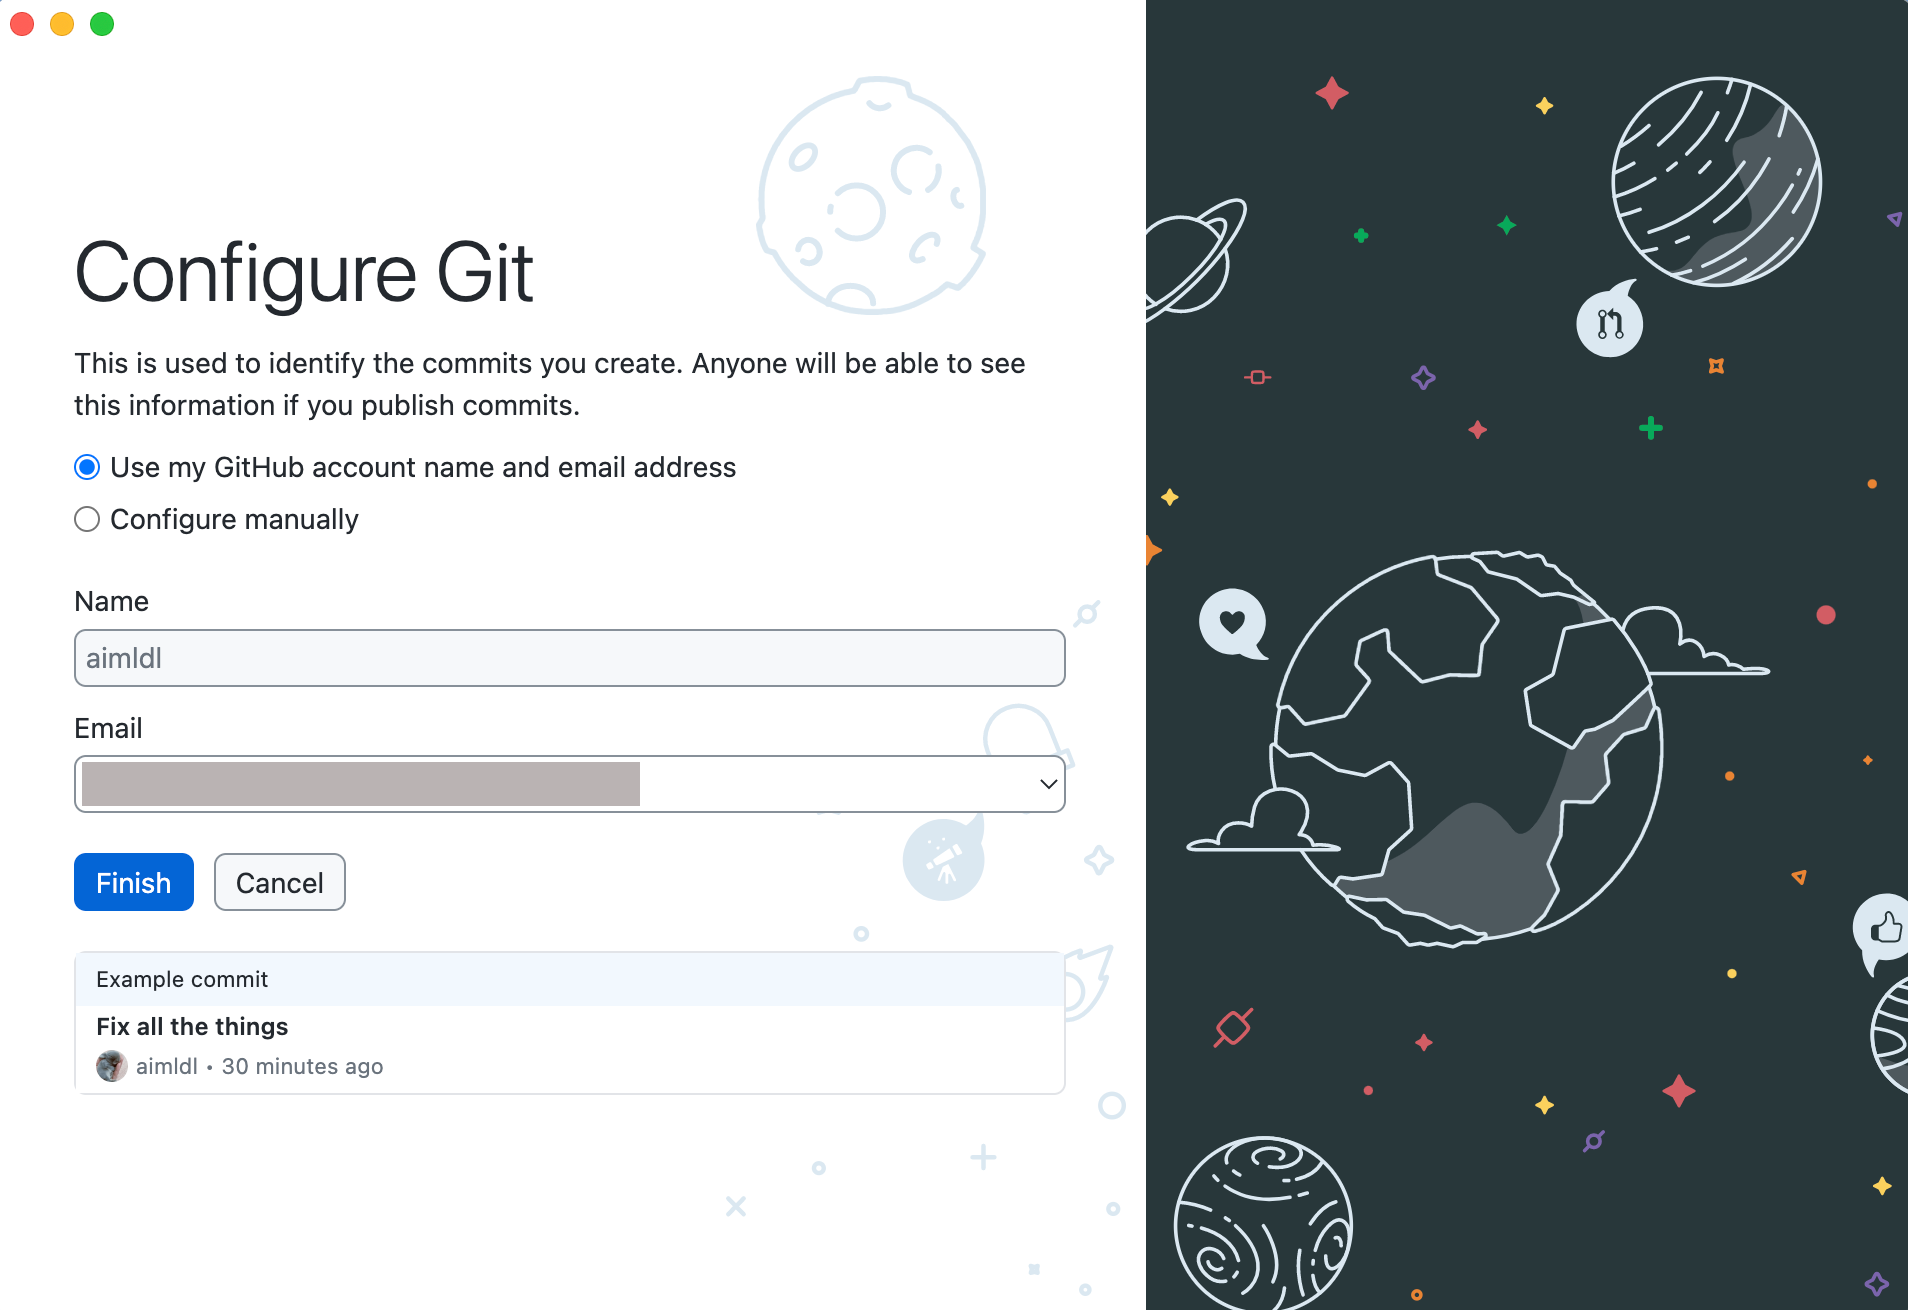 Configure Git
This is used to identify the commits you create. Anyone will be able to see
this information if you publish commits.
Use my GitHub account name and email address
Configure manually
Name
aimldl
Email
Finish
Cancel
Example commit
Fix all the things
aimldl • 30 minutes ago